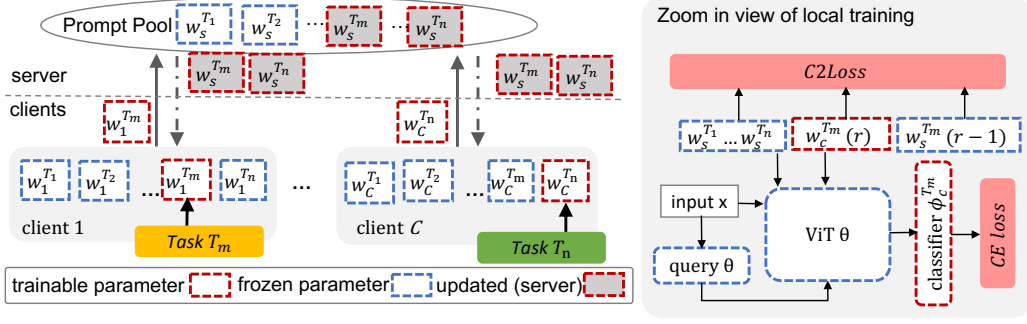 Prompt Pool
w_s^{T_1} w_s^{T_2} ... w_s^{T_m} ... w_s^{T_n}
w_s^{T_m} w_s^{T_n}
w_s^{T_m} w_s^{T_n}
server
clients
w_1^{T_m}
w_C^{T_n}
w_1^{T_1} w_1^{T_2} ... w_1^{T_m} w_1^{T_n}
...
w_C^{T_1} w_C^{T_2} ... w_C^{T_m} w_C^{T_n}
client 1
Task T_m
client C
Task T_n
trainable parameter frozen parameter updated (server)
Zoom in view of local training
C2Loss
w_s^{T_1} ... w_s^{T_n} w_c^{T_m} (r) w_s^{T_m} (r − 1)
input x
ViT θ
query θ
classifier ϕ_c^{T_m}
CE loss